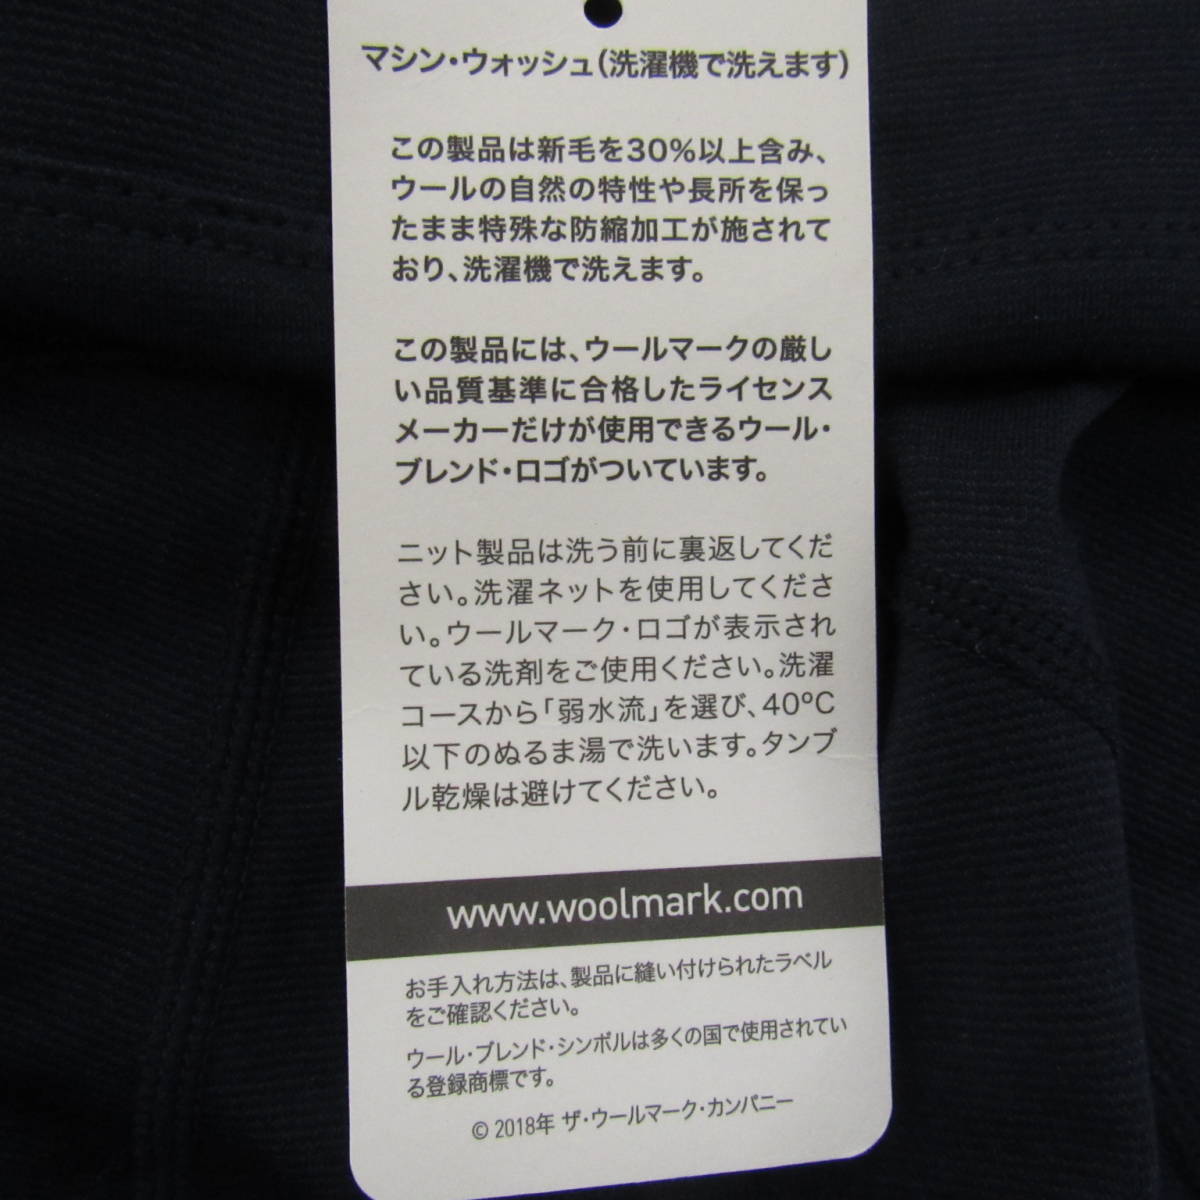 マシン・ウォッシュ(洗濯機で洗えます)
この製品は新毛を30%以上含み、
ウールの自然の特性や長所を保っ
たまま特殊な防縮加工が施されて
おり、洗濯機で洗えます。
この製品には、ウールマークの厳し
い品質基準に合格したライセンス
メーカーだけが使用できるウール・
ブレンド・ロゴがついています。
ニット製品は洗う前に裏返してくだ
さい。洗濯ネットを使用してくださ
い。ウールマーク・ロゴが表示され
ている洗剤をご使用ください。洗濯
コースから「弱水流」を選び、40ºC
以下のぬるま湯で洗います。タンブ
ル乾燥は避けてください。
www.woolmark.com
お手入れ方法は、製品に縫い付けられたラベル
をご確認ください。
ウール・ブレンド・シンボルは多くの国で使用されてい
る登録商標です。
© 2018年 ザ・ウールマーク・カンパニー